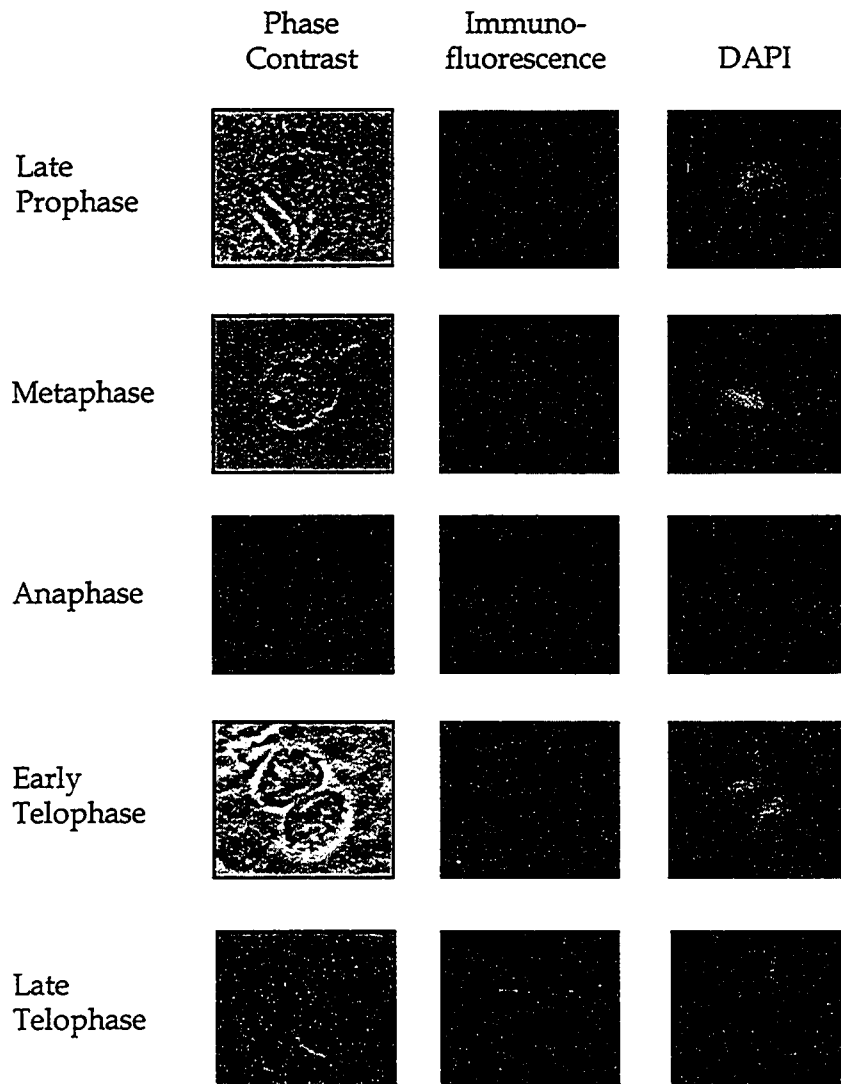 Phase
Contrast
Immuno-
fluorescence
DAPI
Late
Prophase
Metaphase
Anaphase
Early
Telophase
Late
Telophase